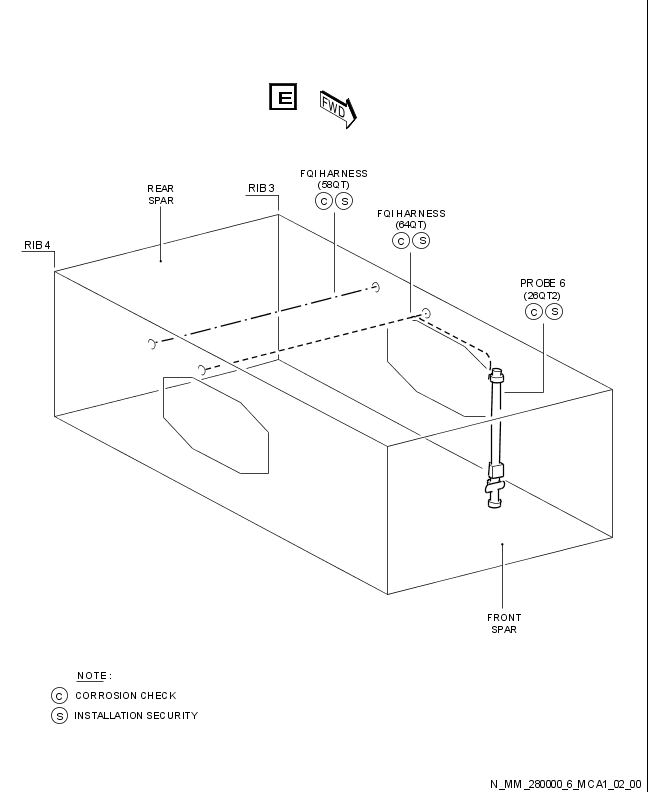 E
FWD
FQI HARNESS
(58QT)
C S
RIB 3
REAR
SPAR
FQI HARNESS
(64QT)
C S
RIB 4
PROBE 6
(26QT2)
C S
FRONT
SPAR
NOTE :
C CORROSION CHECK
S INSTALLATION SECURITY
N_MM_280000_6_MCA1_02_00